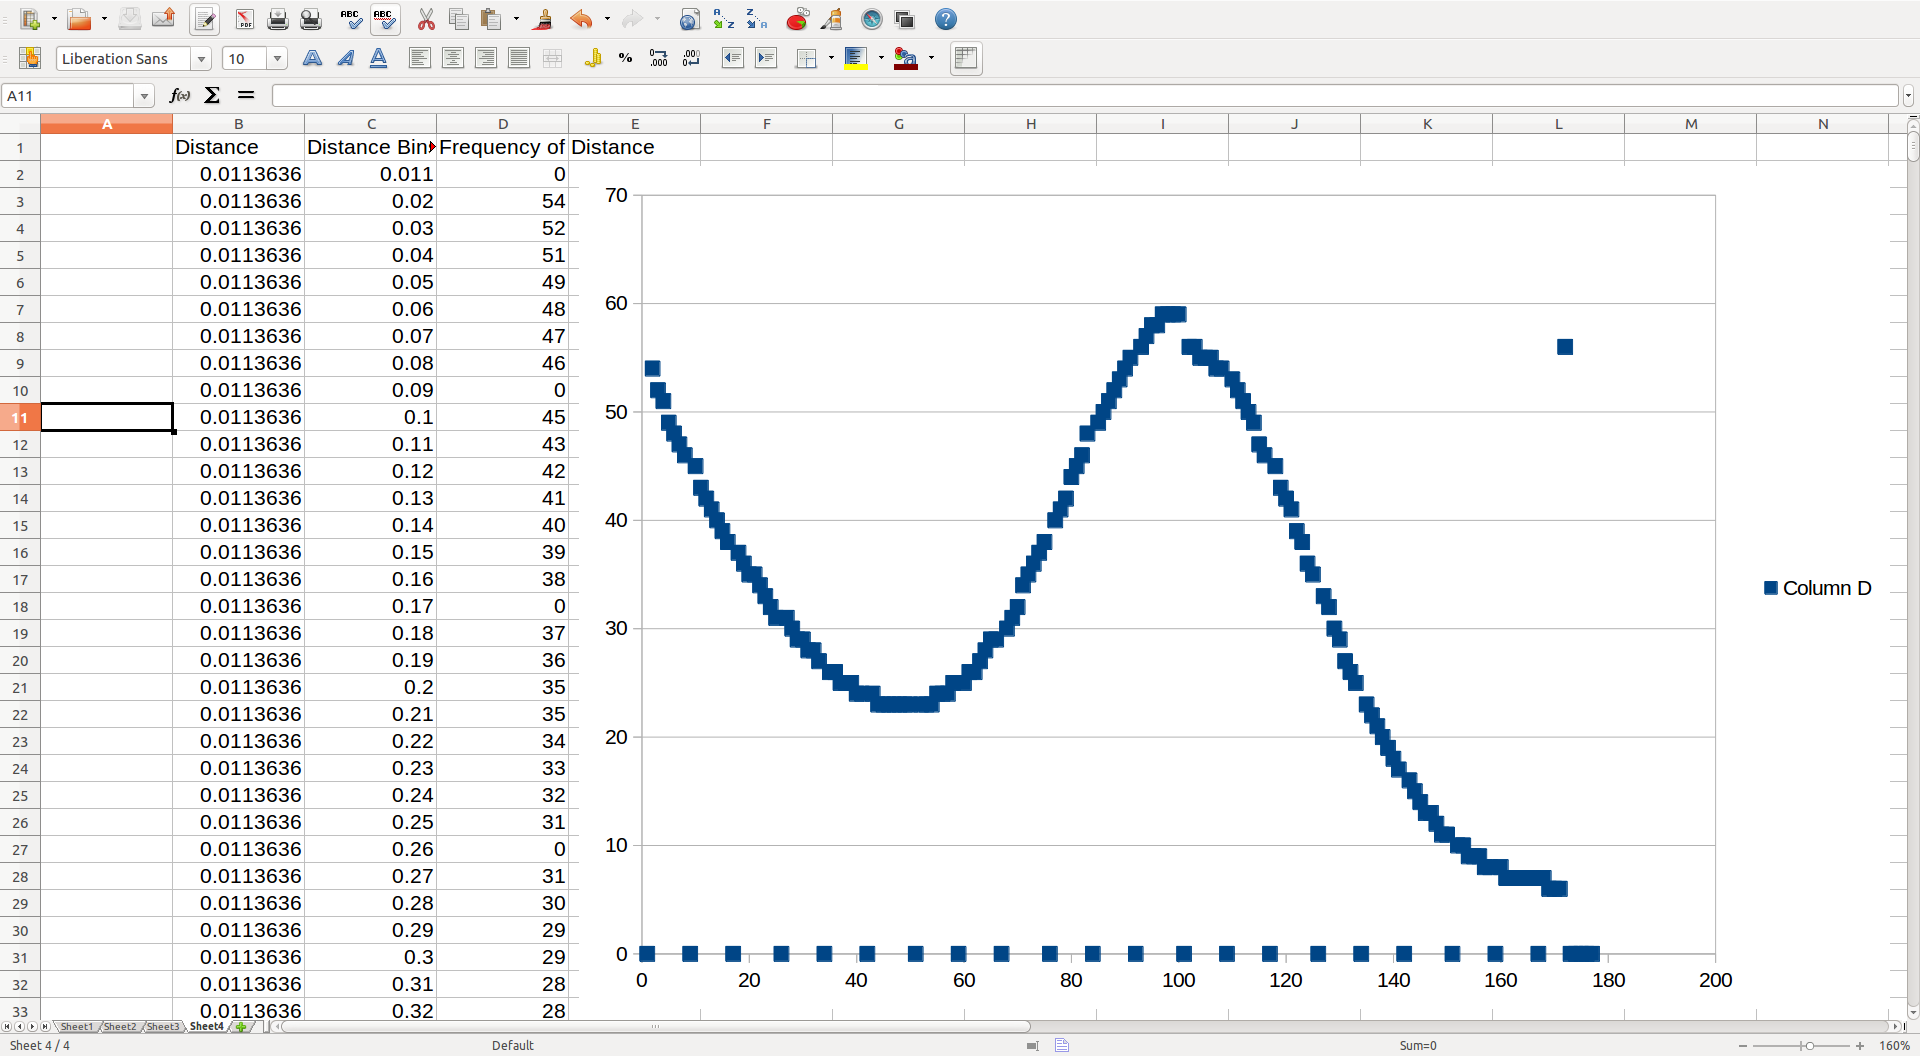 Liberation Sans 10
A11
A B C D E F G H I J K L M N
1 Distance Distance Bin Frequency of Distance
2 0.0113636 0.011 0
3 0.0113636 0.02 54
4 0.0113636 0.03 52
5 0.0113636 0.04 51
6 0.0113636 0.05 49
7 0.0113636 0.06 48
8 0.0113636 0.07 47
9 0.0113636 0.08 46
10 0.0113636 0.09 0
11 0.0113636 0.1 45
12 0.0113636 0.11 43
13 0.0113636 0.12 42
14 0.0113636 0.13 41
15 0.0113636 0.14 40
16 0.0113636 0.15 39
17 0.0113636 0.16 38
18 0.0113636 0.17 0
19 0.0113636 0.18 37
20 0.0113636 0.19 36
21 0.0113636 0.2 35
22 0.0113636 0.21 35
23 0.0113636 0.22 34
24 0.0113636 0.23 33
25 0.0113636 0.24 32
26 0.0113636 0.25 31
27 0.0113636 0.26 0
28 0.0113636 0.27 31
29 0.0113636 0.28 30
30 0.0113636 0.29 29
31 0.0113636 0.3 29
32 0.0113636 0.31 28
33 0.0113636 0.32 28
70
60
50
40
30
20
10
0
0 20 40 60 80 100 120 140 160 180 200
Column D
Sheet1 Sheet2 Sheet3 Sheet4
Sheet 4 / 4 Default Sum=0 160%